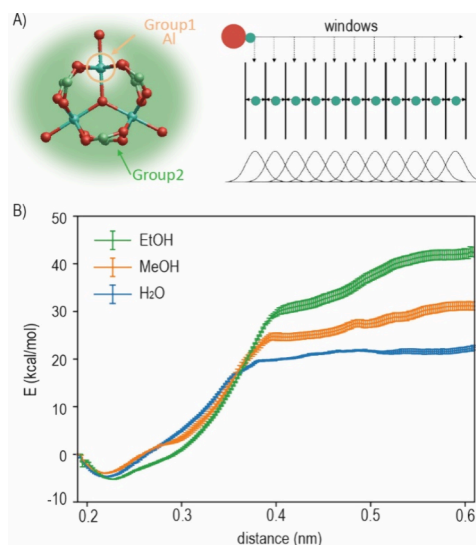 A)
Group1
Al
Group2
windows
B)
EtOH
MeOH
H₂O
E (kcal/mol)
50
40
30
20
10
0
-10
0.2
0.3
0.4
0.5
0.6
distance (nm)